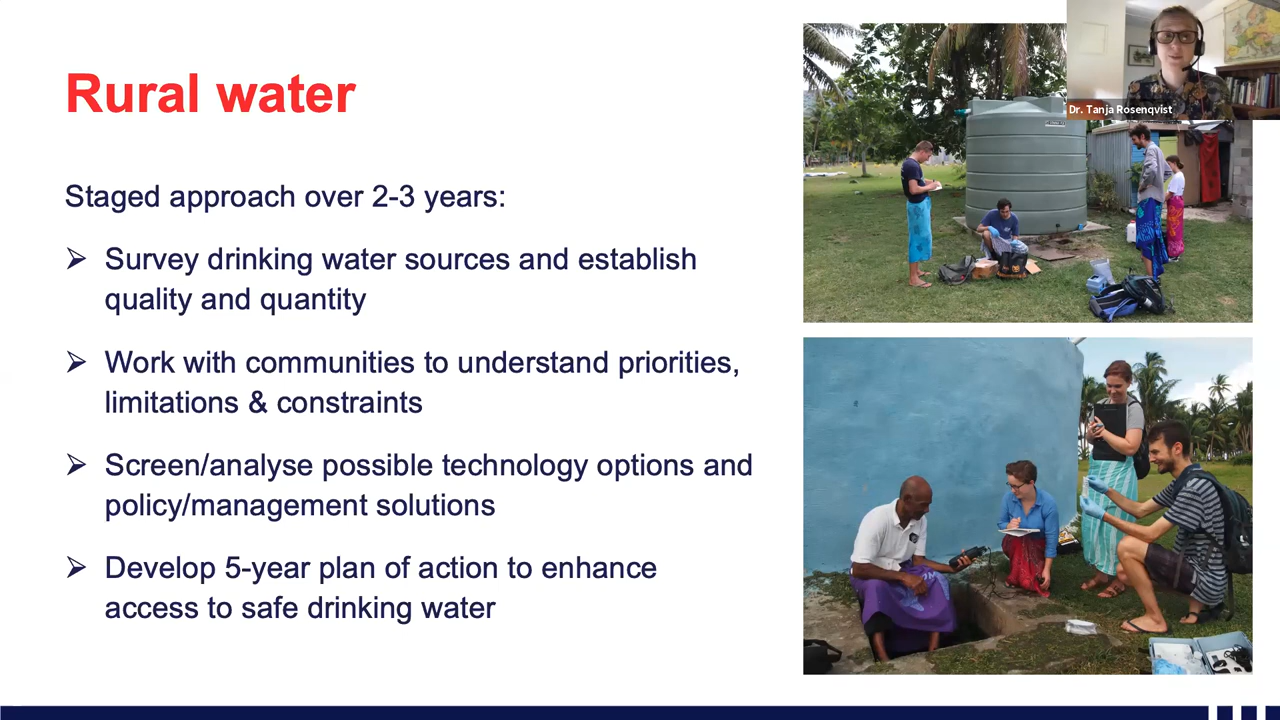 Rural water
Staged approach over 2-3 years:
Survey drinking water sources and establish
quality and quantity
Work with communities to understand priorities,
limitations & constraints
Screen/analyse possible technology options and
policy/management solutions
Develop 5-year plan of action to enhance
access to safe drinking water
Dr. Tanja Rosenqvist